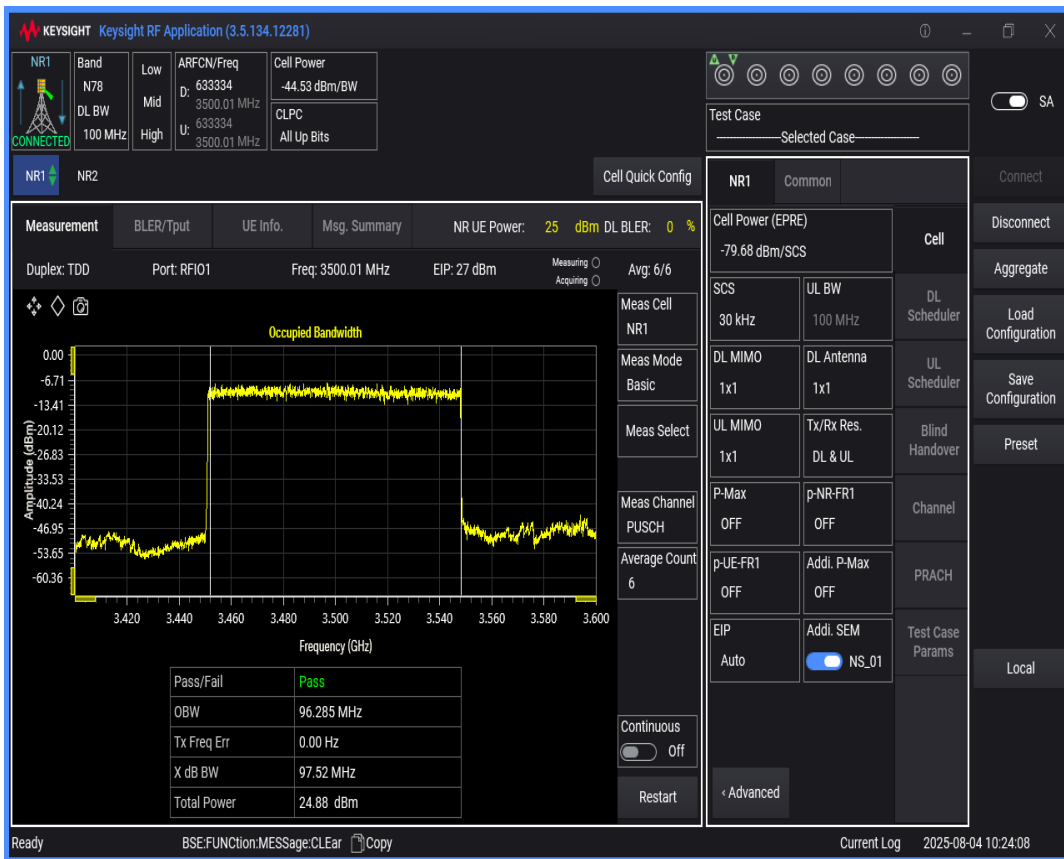 KEYSIGHT Keysight RF Application (3.5.134.12281)
NR1
CONNECTED
Band
N78
DL BW
100 MHz
Low
Mid
High
ARFCN/Freq
D: 633334
3500.01 MHz
U: 633334
3500.01 MHz
Cell Power
-44.53 dBm/BW
CLPC
All Up Bits
Test Case
--------------------Selected Case--------------------
SA
NR1
NR2
Cell Quick Config
Measurement
BLER/Tput
UE Info.
Msg. Summary
NR UE Power: 25 dBm DL BLER: 0 %
Duplex: TDD
Port: RFIO1
Freq: 3500.01 MHz
EIP: 27 dBm
Measuring
Acquiring
Avg: 6/6
Occupied Bandwidth
0.00
-6.71
-13.41
-20.12
-26.83
-33.53
-40.24
-46.95
-53.65
-60.36
Amplitude (dBm)
3.420 3.440 3.460 3.480 3.500 3.520 3.540 3.560 3.580 3.600
Frequency (GHz)
Pass/Fail Pass
OBW 96.285 MHz
Tx Freq Err 0.00 Hz
X dB BW 97.52 MHz
Total Power 24.88 dBm
Meas Cell
NR1
Meas Mode
Basic
Meas Select
Meas Channel
PUSCH
Average Count
6
Continuous
Off
Restart
NR1
Common
Cell Power (EPRE)
-79.68 dBm/SCS
SCS
30 kHz
UL BW
100 MHz
DL MIMO
1x1
DL Antenna
1x1
UL MIMO
1x1
Tx/Rx Res.
DL & UL
P-Max
OFF
p-NR-FR1
OFF
p-UE-FR1
OFF
Addi. P-Max
OFF
EIP
Auto
Addi. SEM
NS_01
‹ Advanced
Cell
DL
Scheduler
UL
Scheduler
Blind
Handover
Channel
PRACH
Test Case
Params
Connect
Disconnect
Aggregate
Load
Configuration
Save
Configuration
Preset
Local
Ready
BSE:FUNCtion:MESSage:CLEar Copy
Current Log
2025-08-04 10:24:08